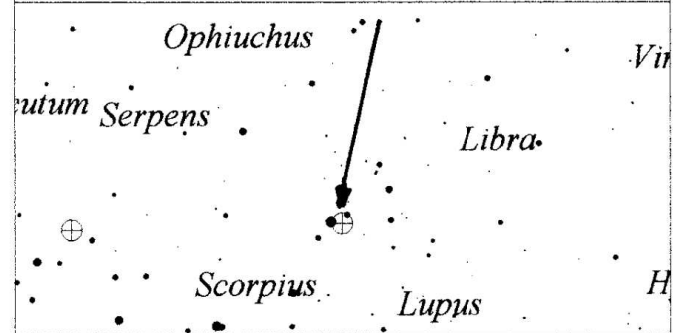 Ophiuchus
Vir
utum Serpens
Libra
Scorpius
H
Lupus